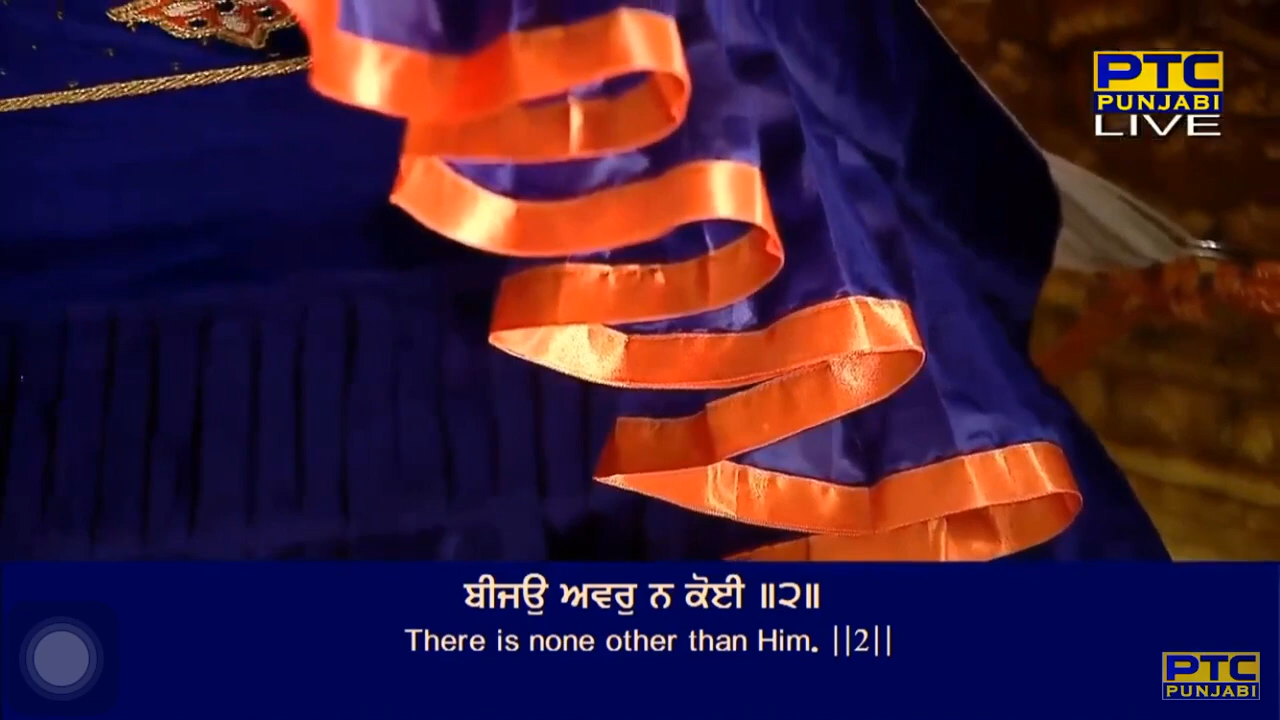 PTC
PUNJABI
LIVE
ਬੀਜਉ ਅਵਰੁ ਨ ਕੋਈ ॥੨॥
There is none other than Him. ||2||
PTC
PUNJABI